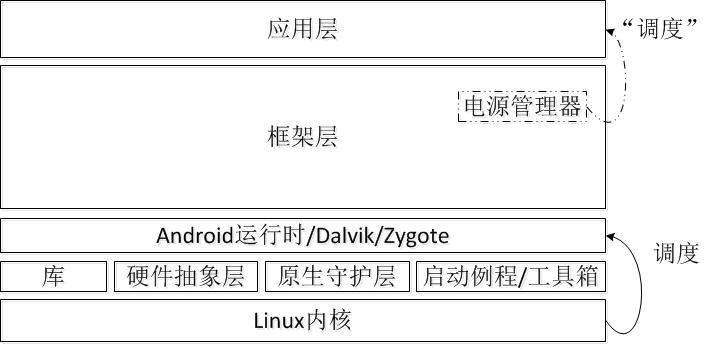 应用层
“调度”
电源管理器
框架层
Android运行时/Dalvik/Zygote
调度
库
硬件抽象层
原生守护层
启动例程/工具箱
Linux内核